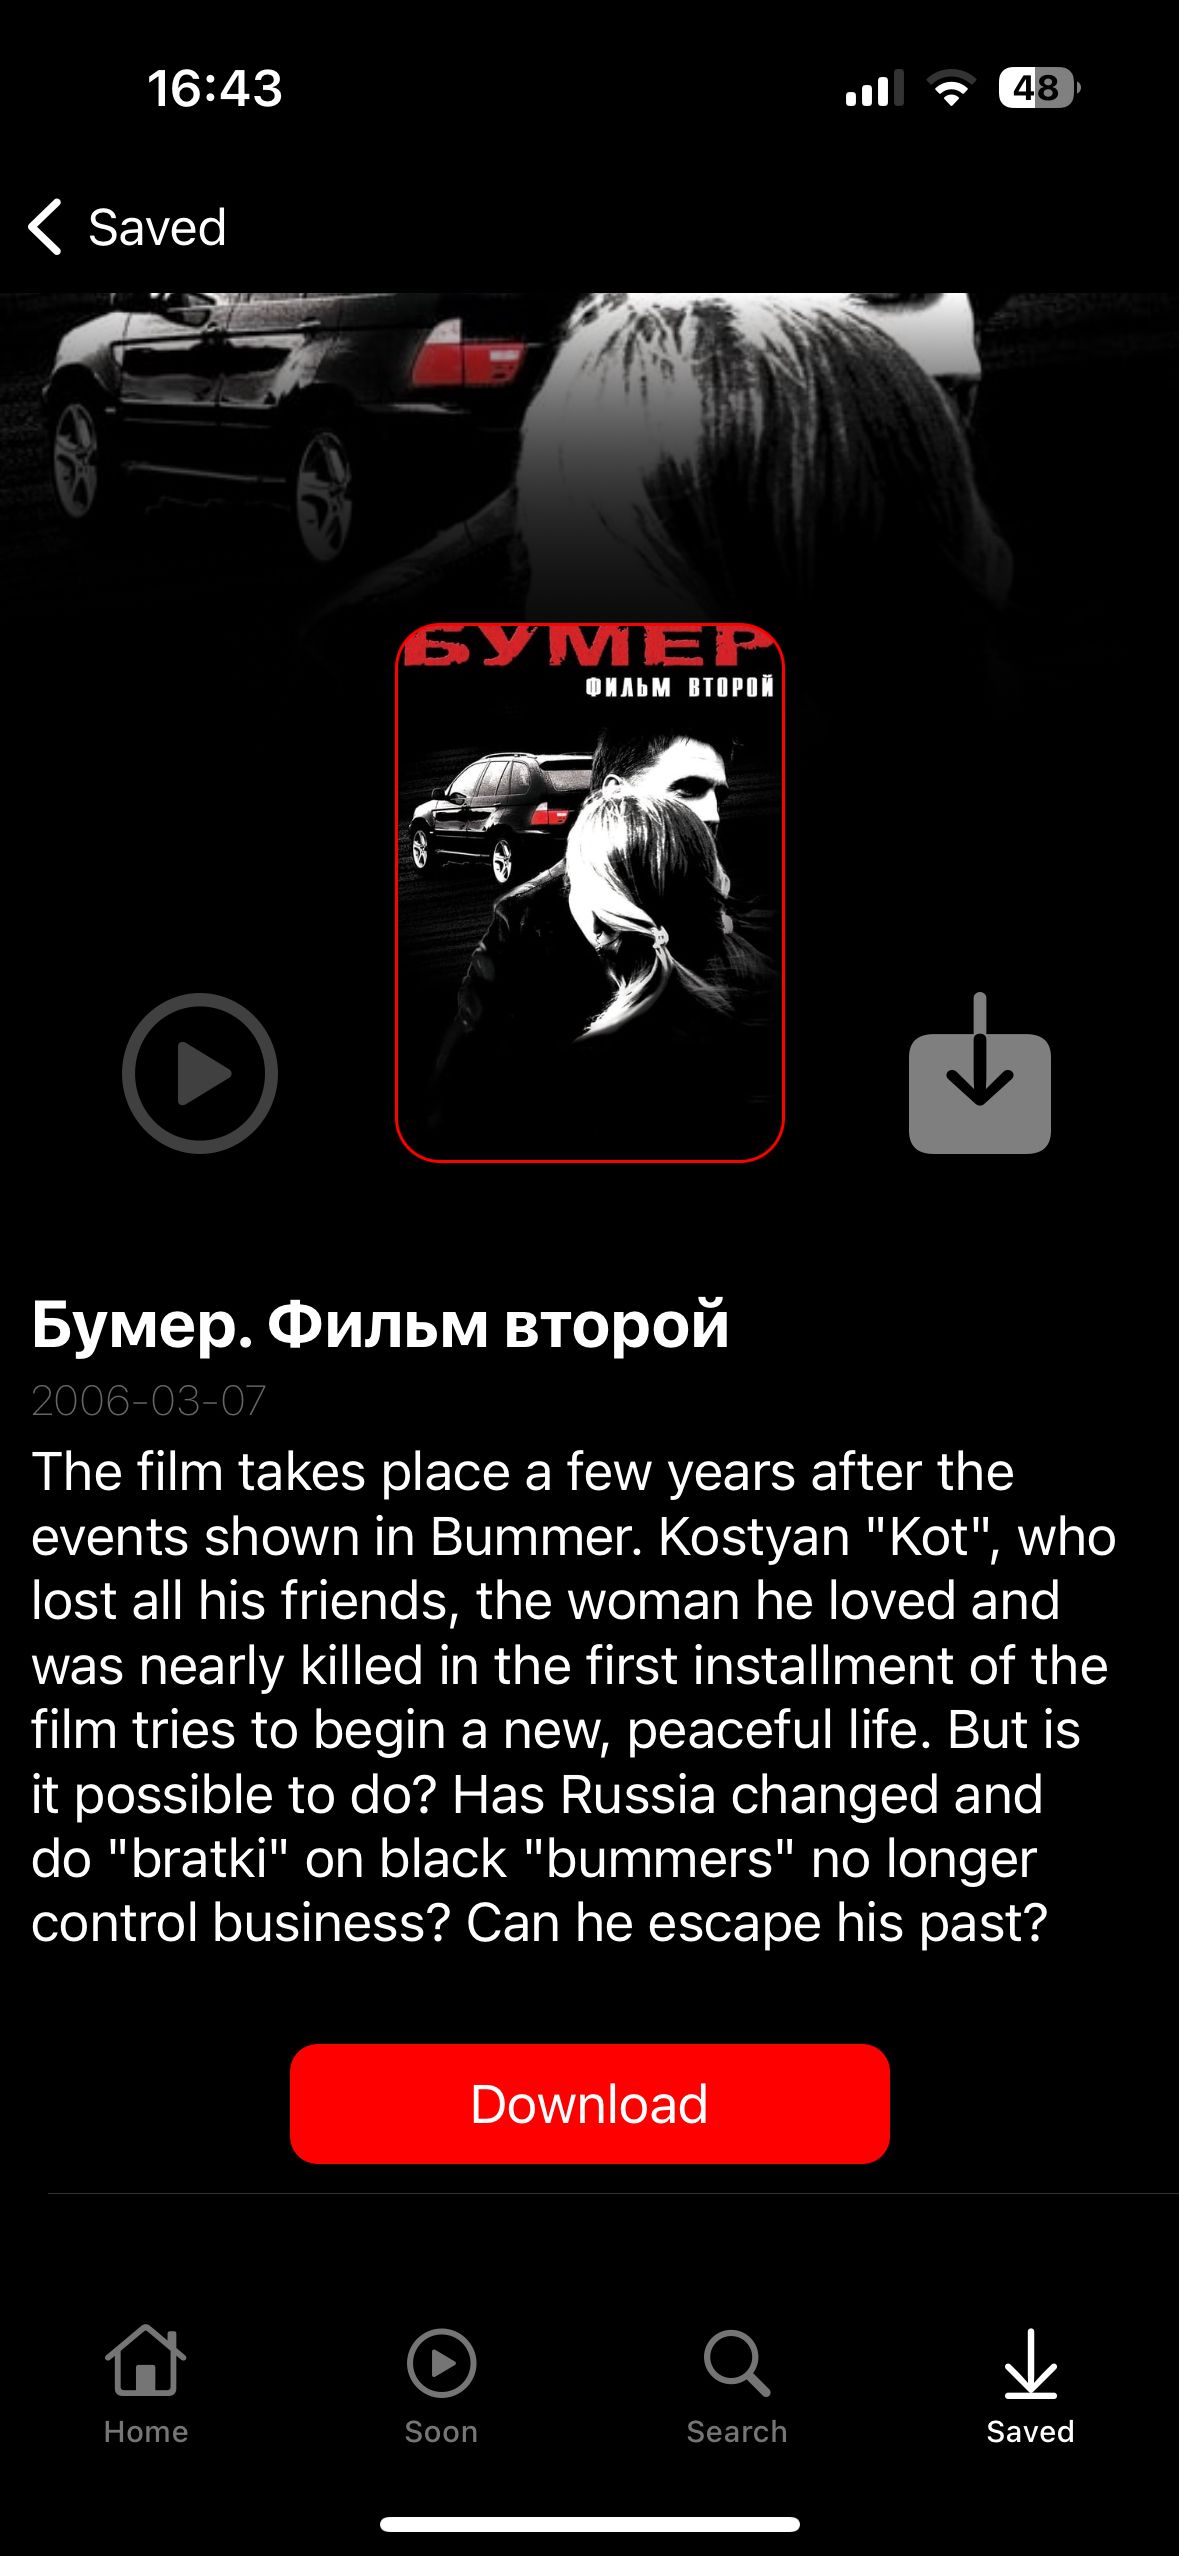 16:43
48
Saved
БУМЕР
ФИЛЬМ ВТОРОЙ
Бумер. Фильм второй
2006-03-07
The film takes place a few years after the
events shown in Bummer. Kostyan "Kot", who
lost all his friends, the woman he loved and
was nearly killed in the first installment of the
film tries to begin a new, peaceful life. But is
it possible to do? Has Russia changed and
do "bratki" on black "bummers" no longer
control business? Can he escape his past?
Download
Home
Soon
Search
Saved